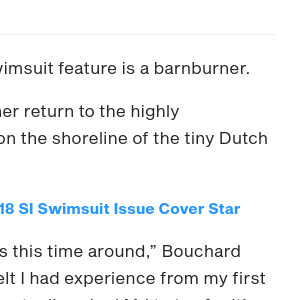 imsuit feature is a barnburner.
er return to the highly
on the shoreline of the tiny Dutch
18 SI Swimsuit Issue Cover Star
s this time around,” Bouchard
elt I had experience from my first